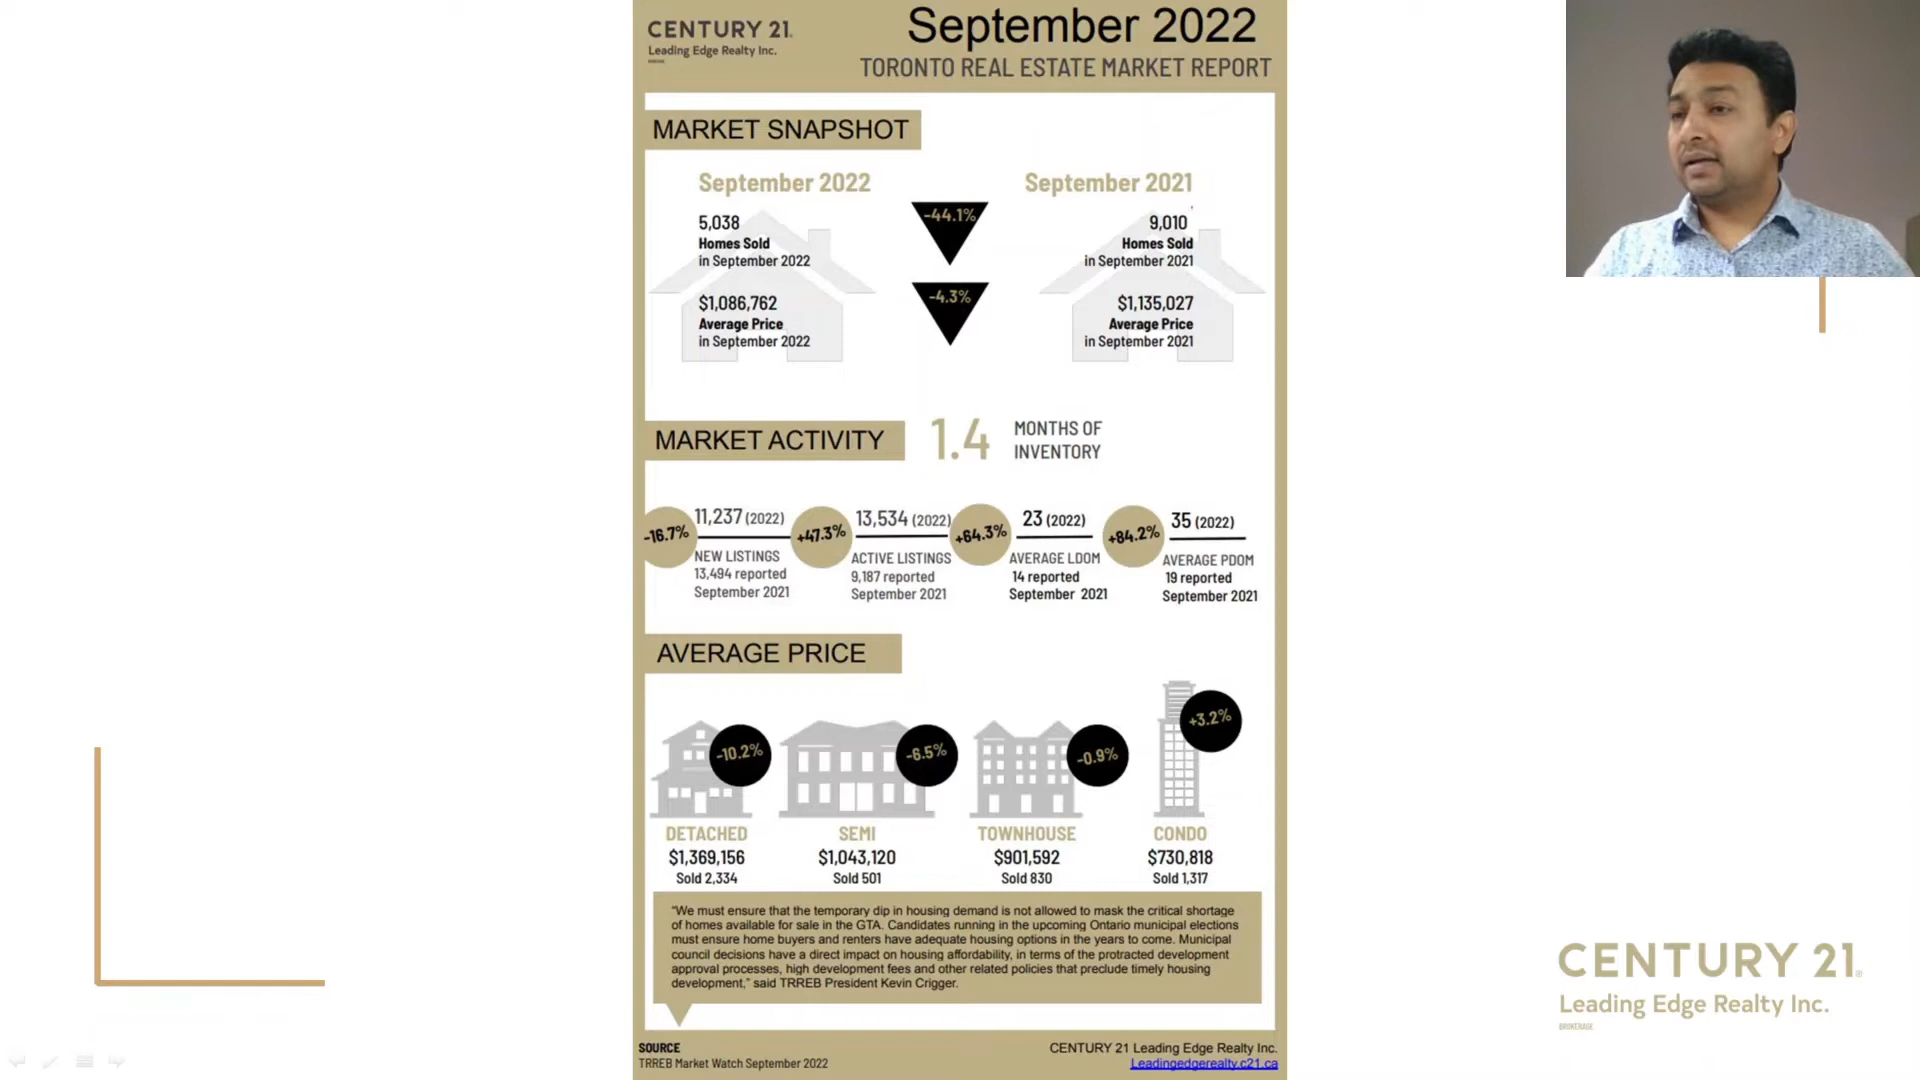 CENTURY 21.
Leading Edge Realty Inc.
September 2022
TORONTO REAL ESTATE MARKET REPORT
MARKET SNAPSHOT
September 2022
September 2021
5,038
Homes Sold
in September 2022
-44.1%
9,010
Homes Sold
in September 2021
$1,086,762
Average Price
in September 2022
-4.3%
$1,135,027
Average Price
in September 2021
MARKET ACTIVITY
1.4
MONTHS OF
INVENTORY
-16.7%
11,237 (2022)
NEW LISTINGS
13,494 reported
September 2021
+47.3%
13,534 (2022)
ACTIVE LISTINGS
9,187 reported
September 2021
+64.3%
23 (2022)
AVERAGE LDOM
14 reported
September 2021
+84.2%
35 (2022)
AVERAGE PDOM
19 reported
September 2021
AVERAGE PRICE
-10.2%
-6.5%
-0.9%
+3.2%
DETACHED
$1,369,156
Sold 2,334
SEMI
$1,043,120
Sold 501
TOWNHOUSE
$901,592
Sold 830
CONDO
$730,818
Sold 1,317
"We must ensure that the temporary dip in housing demand is not allowed to mask the critical shortage
of homes available for sale in the GTA. Candidates running in the upcoming Ontario municipal elections
must ensure home buyers and renters have adequate housing options in the years to come. Municipal
council decisions have a direct impact on housing affordability, in terms of the protracted development
approval processes, high development fees and other related policies that preclude timely housing
development," said TRREB President Kevin Crigger.
SOURCE
TRREB Market Watch September 2022
CENTURY 21 Leading Edge Realty Inc.
Leadingedgerealty.c21.ca
CENTURY 21.
Leading Edge Realty Inc.
BROKERAGE